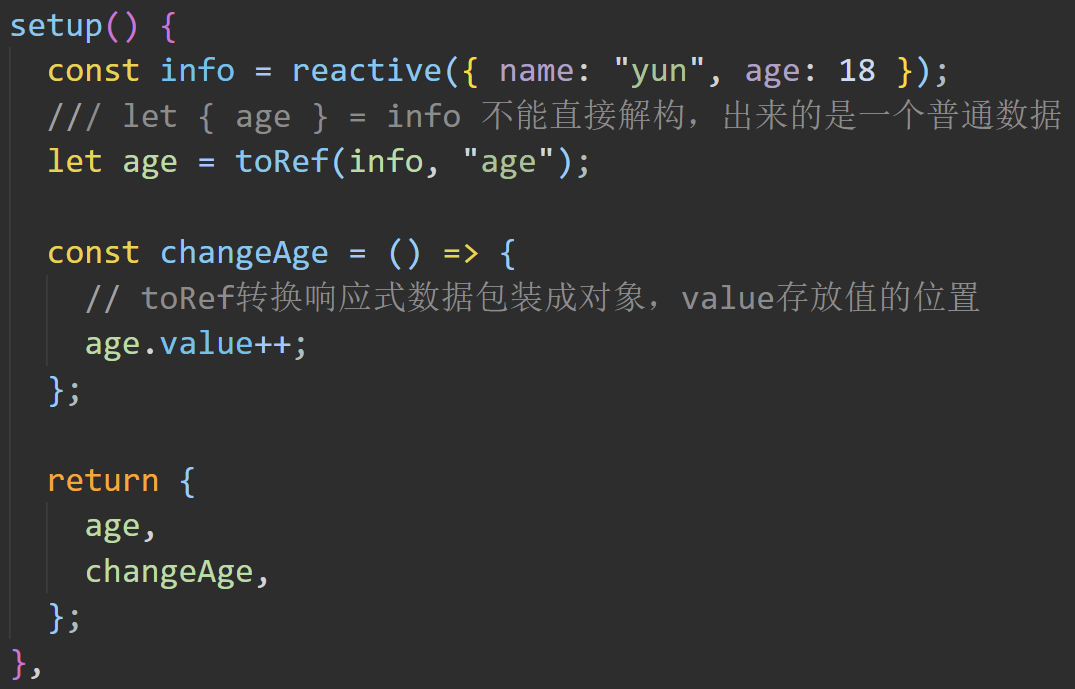 setup() {
  const info = reactive({ name: "yun", age: 18 });
  /// let { age } = info 不能直接解构，出来的是一个普通数据
  let age = toRef(info, "age");

  const changeAge = () => {
    // toRef转换响应式数据包装成对象，value存放值的位置
    age.value++;
  };

  return {
    age,
    changeAge,
  };
},